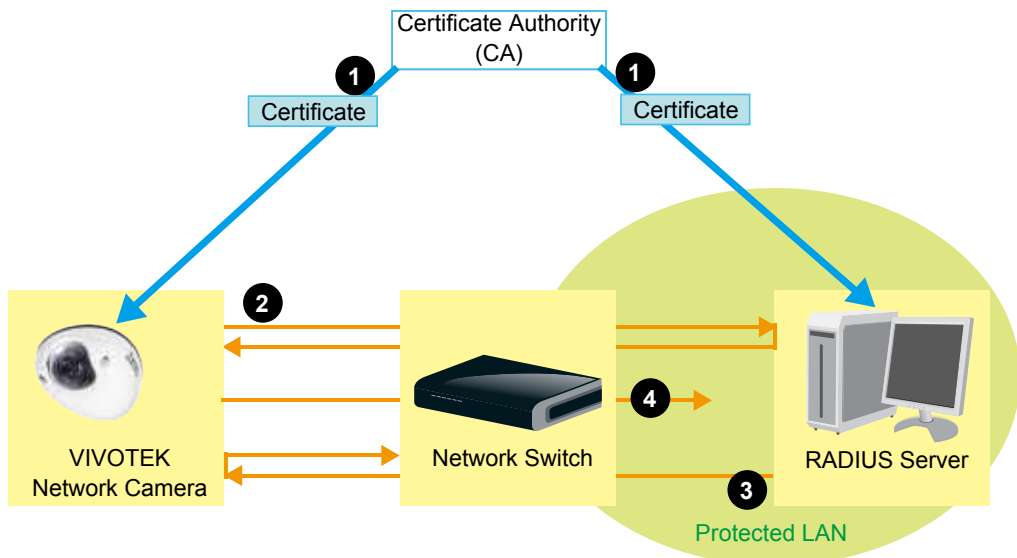 Certificate Authority
(CA)
1
1
Certificate
Certificate
2
4
VIVOTEK
Network Camera
Network Switch
RADIUS Server
3
Protected LAN